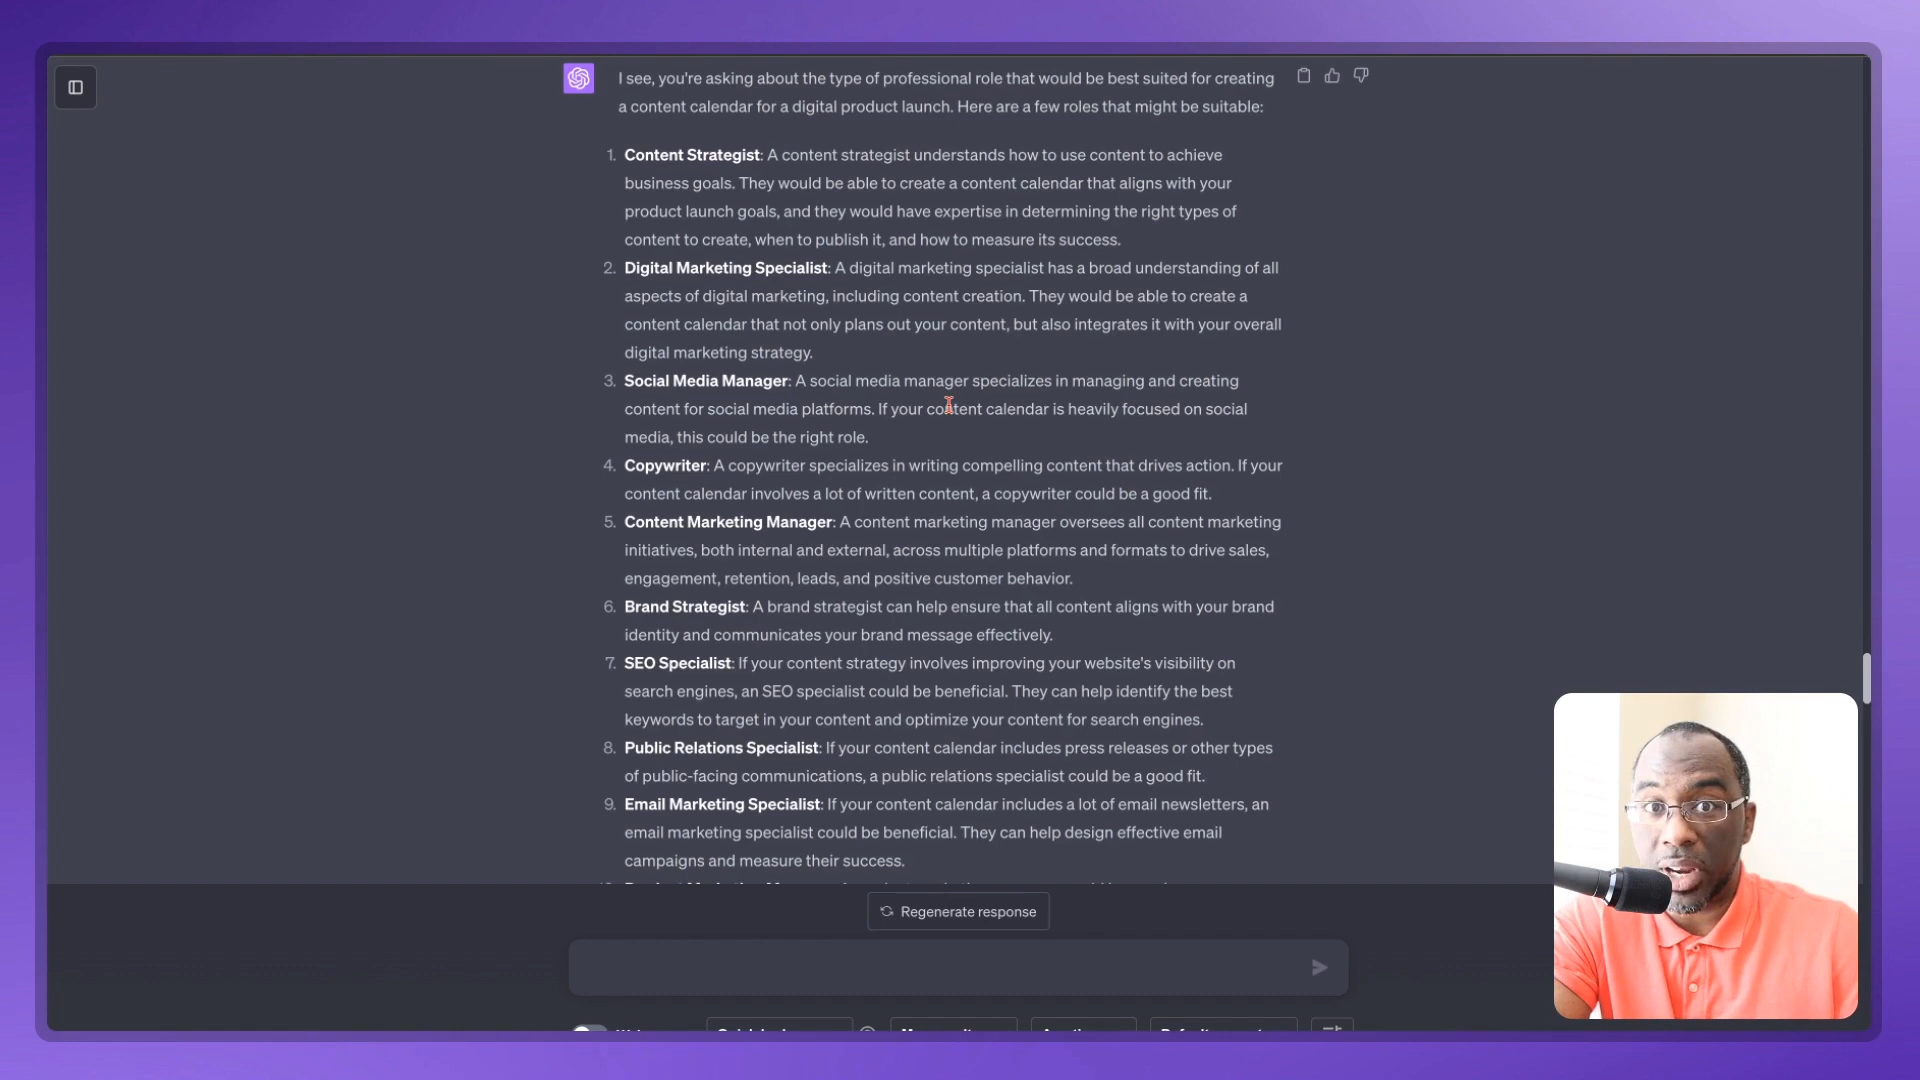 I see, you're asking about the type of professional role that would be best suited for creating
a content calendar for a digital product launch. Here are a few roles that might be suitable:
1. Content Strategist: A content strategist understands how to use content to achieve
business goals. They would be able to create a content calendar that aligns with your
product launch goals, and they would have expertise in determining the right types of
content to create, when to publish it, and how to measure its success.
2. Digital Marketing Specialist: A digital marketing specialist has a broad understanding of all
aspects of digital marketing, including content creation. They would be able to create a
content calendar that not only plans out your content, but also integrates it with your overall
digital marketing strategy.
3. Social Media Manager: A social media manager specializes in managing and creating
content for social media platforms. If your content calendar is heavily focused on social
media, this could be the right role.
4. Copywriter: A copywriter specializes in writing compelling content that drives action. If your
content calendar involves a lot of written content, a copywriter could be a good fit.
5. Content Marketing Manager: A content marketing manager oversees all content marketing
initiatives, both internal and external, across multiple platforms and formats to drive sales,
engagement, retention, leads, and positive customer behavior.
6. Brand Strategist: A brand strategist can help ensure that all content aligns with your brand
identity and communicates your brand message effectively.
7. SEO Specialist: If your content strategy involves improving your website's visibility on
search engines, an SEO specialist could be beneficial. They can help identify the best
keywords to target in your content and optimize your content for search engines.
8. Public Relations Specialist: If your content calendar includes press releases or other types
of public-facing communications, a public relations specialist could be a good fit.
9. Email Marketing Specialist: If your content calendar includes a lot of email newsletters, an
email marketing specialist could be beneficial. They can help design effective email
campaigns and measure their success.
Regenerate response